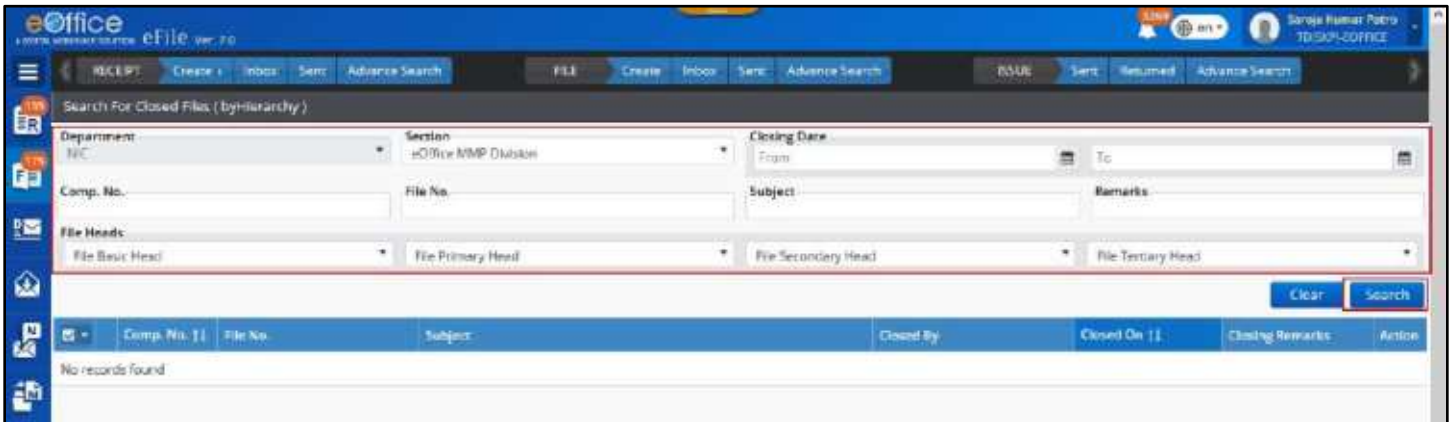 eOffice
eFile Ver 7.0
en
Saroja Kumar Patro
RECEIPT Create Inbox Sent Advance Search FILE Create Inbox Sent Advance Search ISSUE Sent Returned Advance Search
Search For Closed Files ( byHierarchy )
Department Section Closing Date
NIC eOffice MMP Division From To
Comp. No. File No. Subject Remarks
File Heads
File Basic Head File Primary Head File Secondary Head File Tertiary Head
Clear Search
Comp. No. File No. Subject Closed By Closed On Closing Remarks Action
No records found